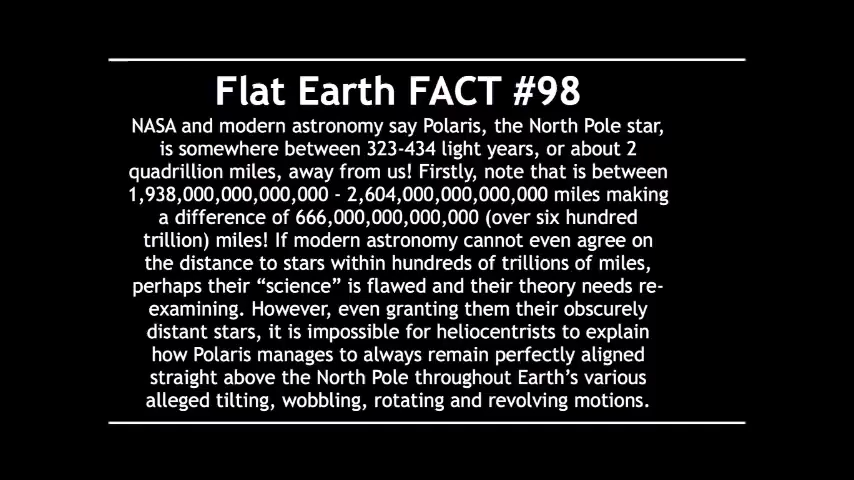 Flat Earth FACT #98
NASA and modern astronomy say Polaris, the North Pole star,
is somewhere between 323-434 light years, or about 2
quadrillion miles, away from us! Firstly, note that is between
1,938,000,000,000,000 - 2,604,000,000,000,000 miles making
a difference of 666,000,000,000,000 (over six hundred
trillion) miles! If modern astronomy cannot even agree on
the distance to stars within hundreds of trillions of miles,
perhaps their “science” is flawed and their theory needs re-
examining. However, even granting them their obscurely
distant stars, it is impossible for heliocentrists to explain
how Polaris manages to always remain perfectly aligned
straight above the North Pole throughout Earth’s various
alleged tilting, wobbling, rotating and revolving motions.